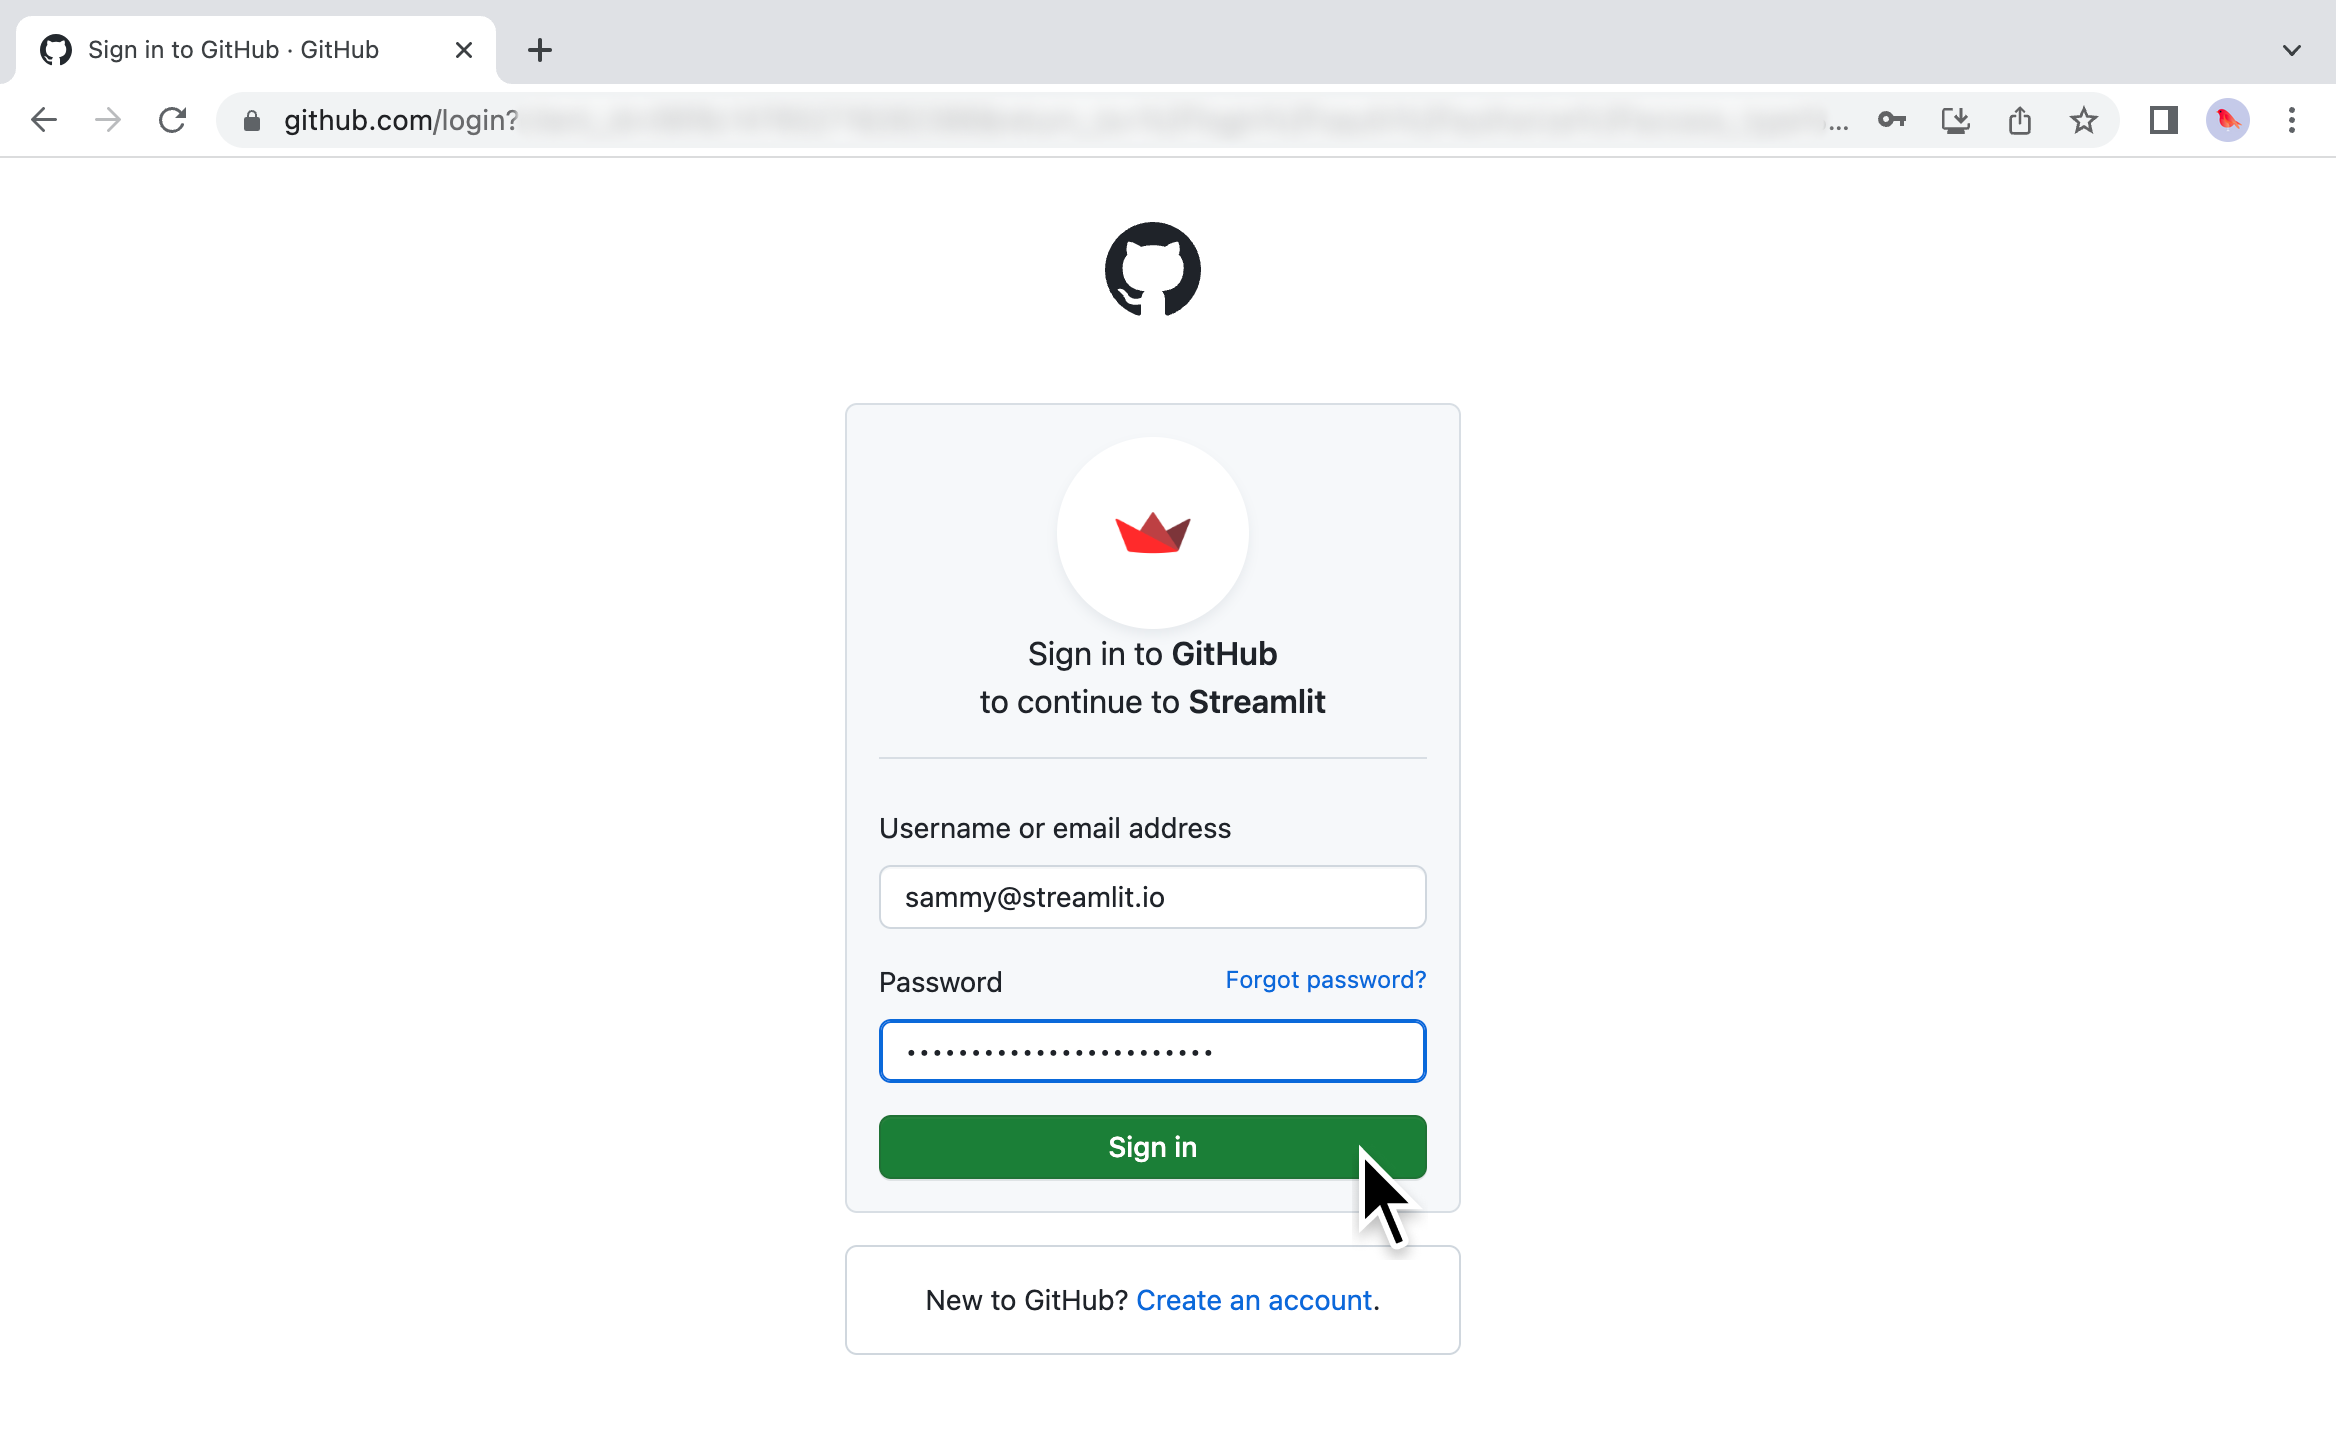 Sign in to GitHub · GitHub
github.com/login?
Sign in to GitHub
to continue to Streamlit
Username or email address
sammy@streamlit.io
Password
Forgot password?
••••••••••••••••••••••••
Sign in
New to GitHub? Create an account.